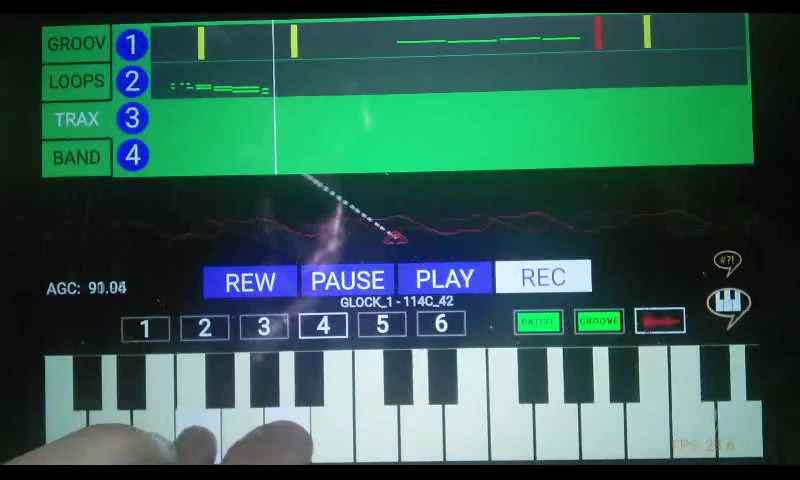 GROOV 1
LOOPS 2
TRAX 3
BAND 4
#?!
AGC: 91.04
REW PAUSE PLAY REC
GLOCK_1 - 114C_42
1 2 3 4 5 6
PATCH GROOVE